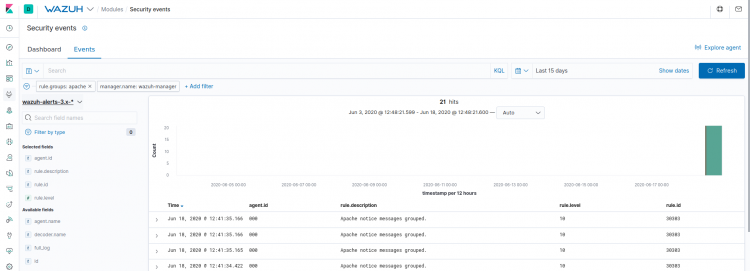 D WAZUH / Modules / Security events
Security events
Dashboard Events
Explore agent
Search KQL Last 15 days Show dates Refresh
rule.groups: apache × manager.name: wazuh-manager + Add filter
wazuh-alerts-3.x-*
Search field names
Filter by type 0
Selected fields
t agent.id
t rule.description
t rule.id
# rule.level
Available fields
t agent.name
t decoder.name
t full_log
t id
21 hits
Jun 3, 2020 @ 12:48:21.599 - Jun 18, 2020 @ 12:48:21.600 — Auto
Count
20
15
10
5
0
2020-06-05 00:00 2020-06-07 00:00 2020-06-09 00:00 2020-06-11 00:00 2020-06-13 00:00 2020-06-15 00:00 2020-06-17 00:00
timestamp per 12 hours
Time agent.id rule.description rule.level rule.id
Jun 18, 2020 @ 12:41:35.166 000 Apache notice messages grouped. 10 30303
Jun 18, 2020 @ 12:41:35.166 000 Apache notice messages grouped. 10 30303
Jun 18, 2020 @ 12:41:35.165 000 Apache notice messages grouped. 10 30303
Jun 18, 2020 @ 12:41:34.422 000 Apache notice messages grouped. 10 30303